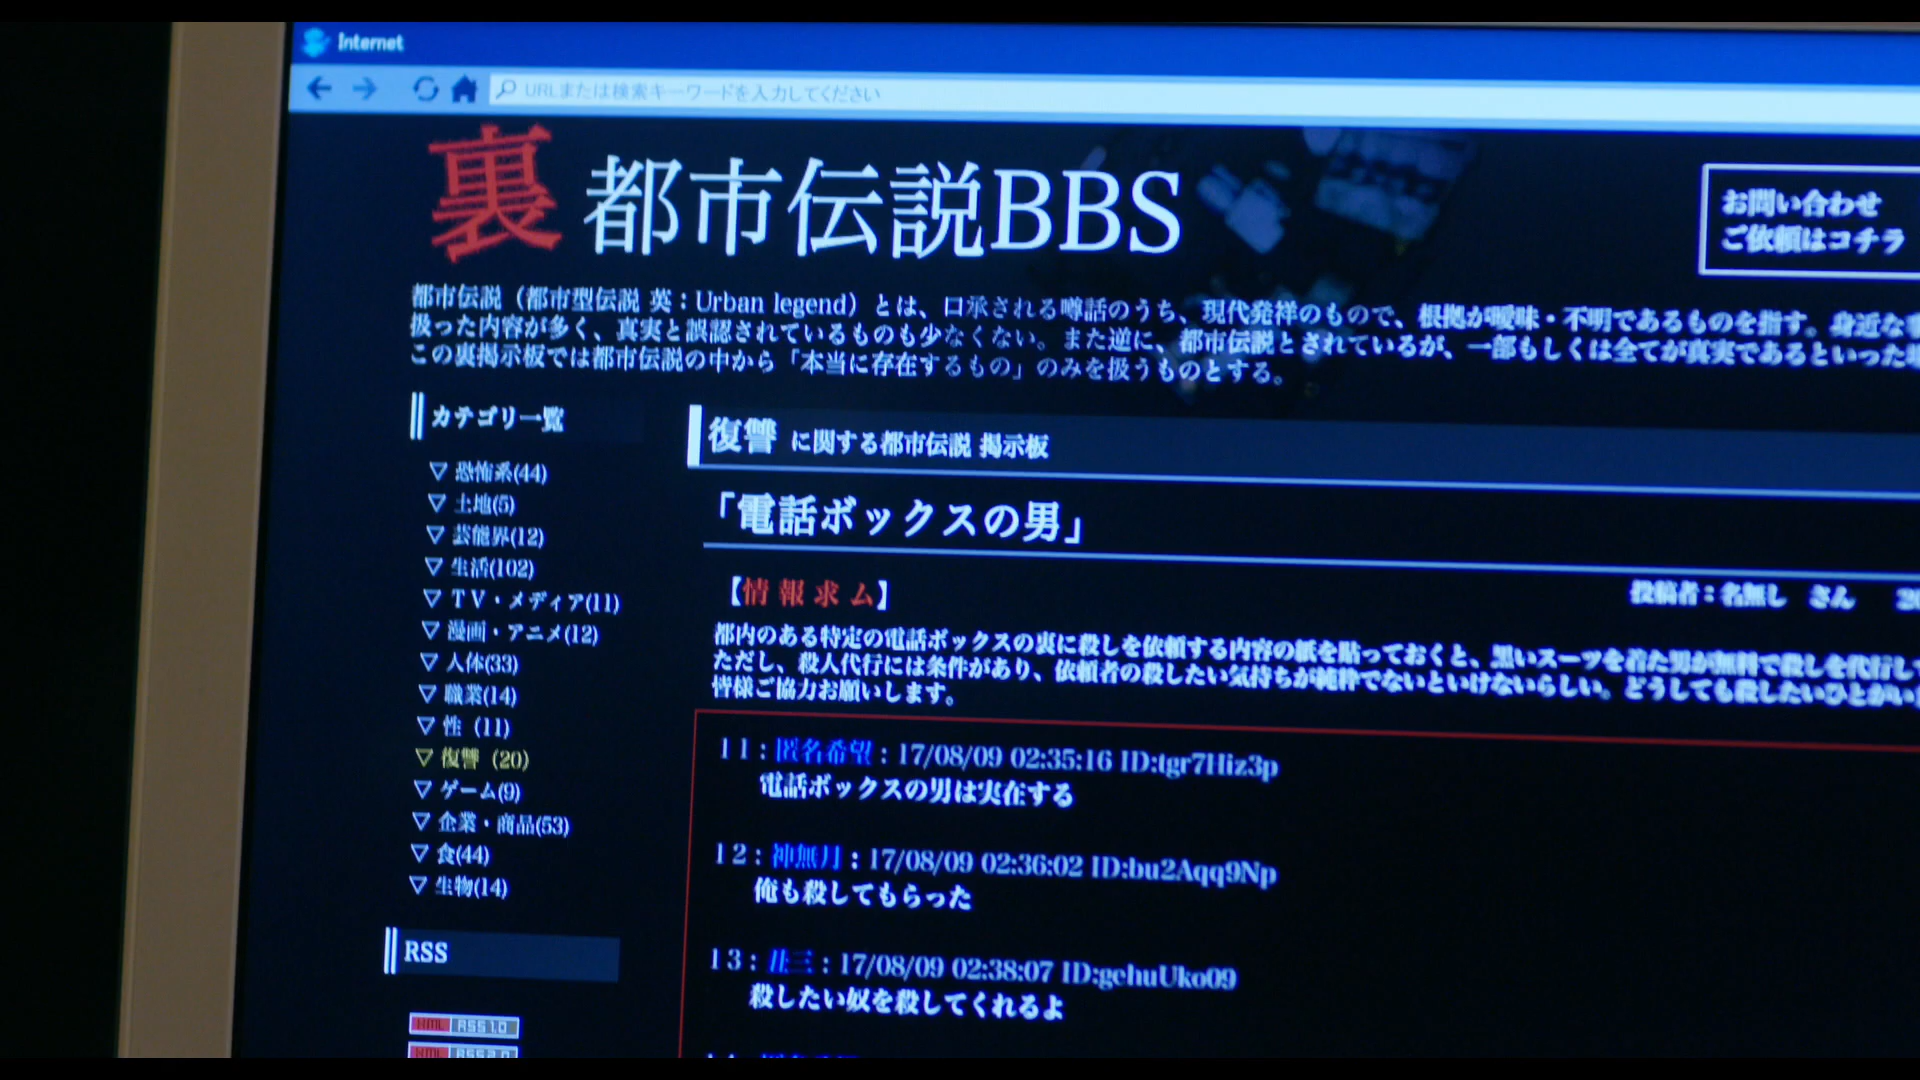 Internet
URLまたは検索キーワードを入力してください
裏都市伝説BBS
お問い合わせ
ご依頼はコチラ
都市伝説（都市型伝説 英：Urban legend）とは、口承される噂話のうち、現代発祥のもので、根拠が曖昧・不明であるものを指す。身近な
扱った内容が多く、真実と誤認されているものも少なくない。また逆に、都市伝説とされているが、一部もしくは全てが真実であるといった
この裏掲示板では都市伝説の中から「本当に存在するもの」のみを扱うものとする。
カテゴリ一覧
▽ 恐怖系(44)
▽ 土地(5)
▽ 芸能界(12)
▽ 生活(102)
▽ ＴＶ・メディア(11)
▽ 漫画・アニメ(12)
▽ 人体(33)
▽ 職業(14)
▽ 性（11)
▽ 復讐（20)
▽ ゲーム(9)
▽ 企業・商品(53)
▽ 食(44)
▽ 生物(14)
RSS
XML RSS 1.0
XML RSS 2.0
復讐 に関する都市伝説 掲示板
「電話ボックスの男」
【情 報 求 ム】
投稿者：名無し さん
都内のある特定の電話ボックスの裏に殺しを依頼する内容の紙を貼っておくと、黒いスーツを着た男が無料で殺しを代行し
ただし、殺人代行には条件があり、依頼者の殺したい気持ちが純粋でないといけないらしい。どうしても殺したいひとがい
皆様ご協力お願いします。
１１：匿名希望：17/08/09 02:35:16 ID:tgr7Hiz3p
電話ボックスの男は実在する
１２：神無月：17/08/09 02:36:02 ID:bu2Aqq9Np
俺も殺してもらった
１３：：17/08/09 02:38:07 ID:gehuUko09
殺したい奴を殺してくれるよ